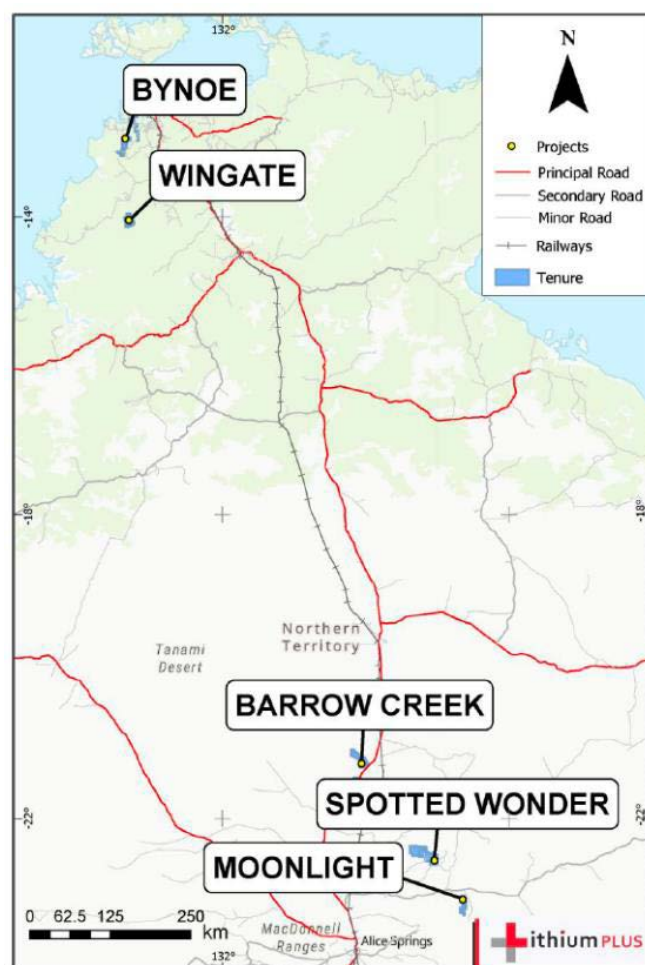 132°
N
BYNOE
WINGATE
Projects
Principal Road
Secondary Road
Minor Road
Railways
Tenure
-14°
-18°
-18°
Northern
Territory
Tanami
Desert
BARROW CREEK
SPOTTED WONDER
-22°
-22°
MOONLIGHT
0 62.5 125 250
km
MacDonnell
Ranges
Alice Springs
132°
Lithium PLUS